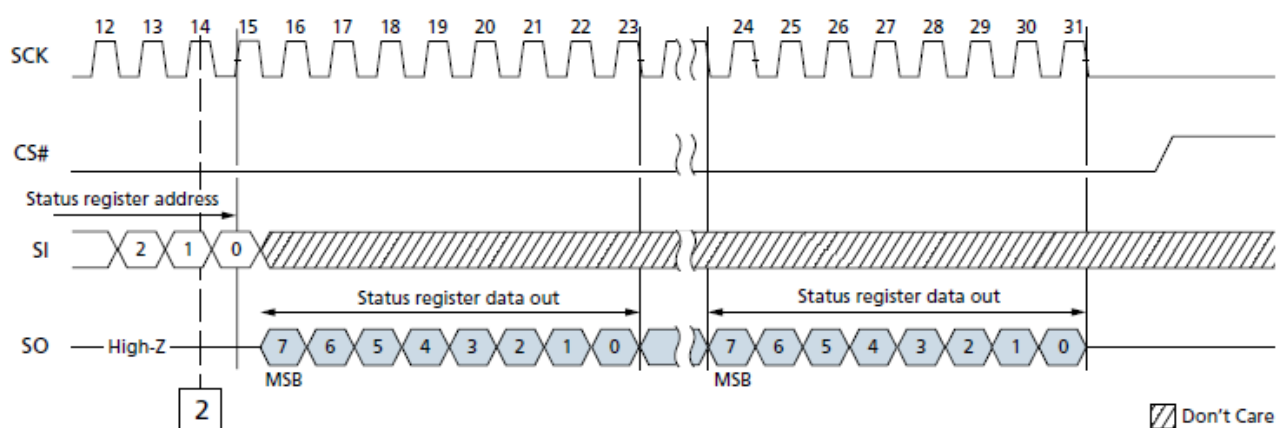 12 13 14 15 16 17 18 19 20 21 22 23 24 25 26 27 28 29 30 31
SCK
CS#
Status register address
SI 2 1 0
Status register data out Status register data out
SO High-Z 7 6 5 4 3 2 1 0 7 6 5 4 3 2 1 0
MSB MSB
2
Don't Care